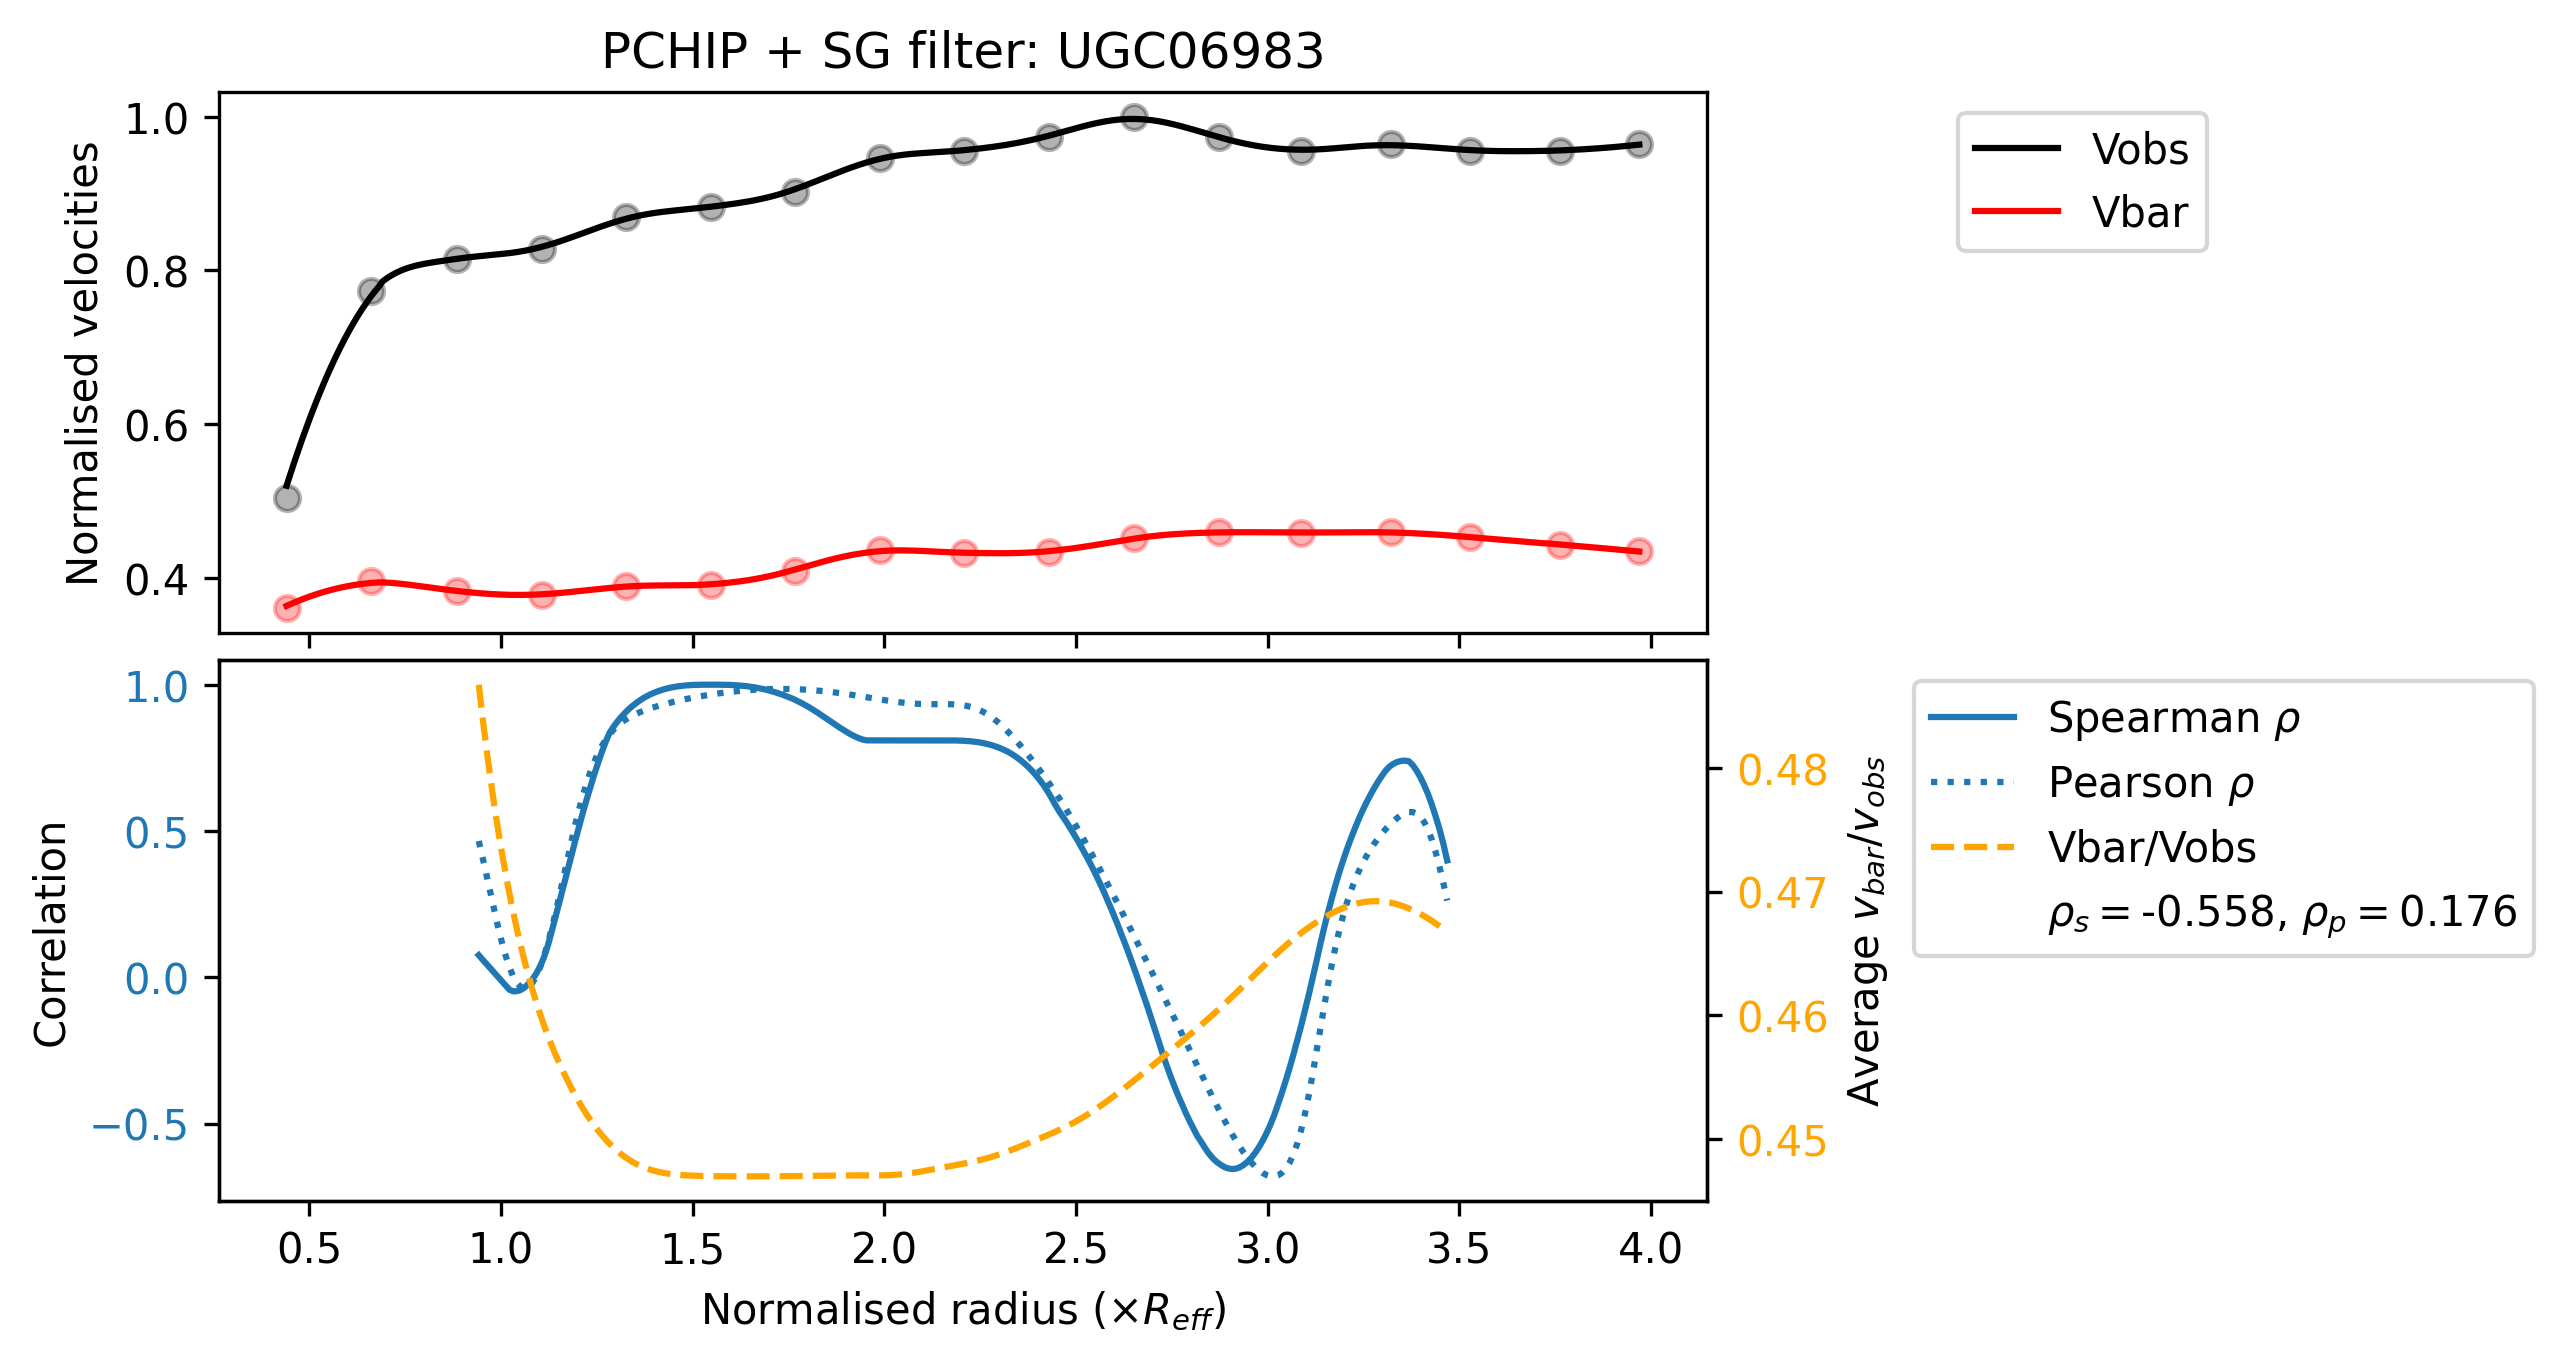 PCHIP + SG filter: UGC06983
Normalised velocities
1.0
0.8
0.6
0.4
Vobs
Vbar
Correlation
1.0
0.5
0.0
−0.5
0.48
0.47
0.46
0.45
Average v_bar/v_obs
Spearman ρ
Pearson ρ
Vbar/Vobs
ρ_s = -0.558, ρ_p = 0.176
0.5 1.0 1.5 2.0 2.5 3.0 3.5 4.0
Normalised radius (×R_eff)